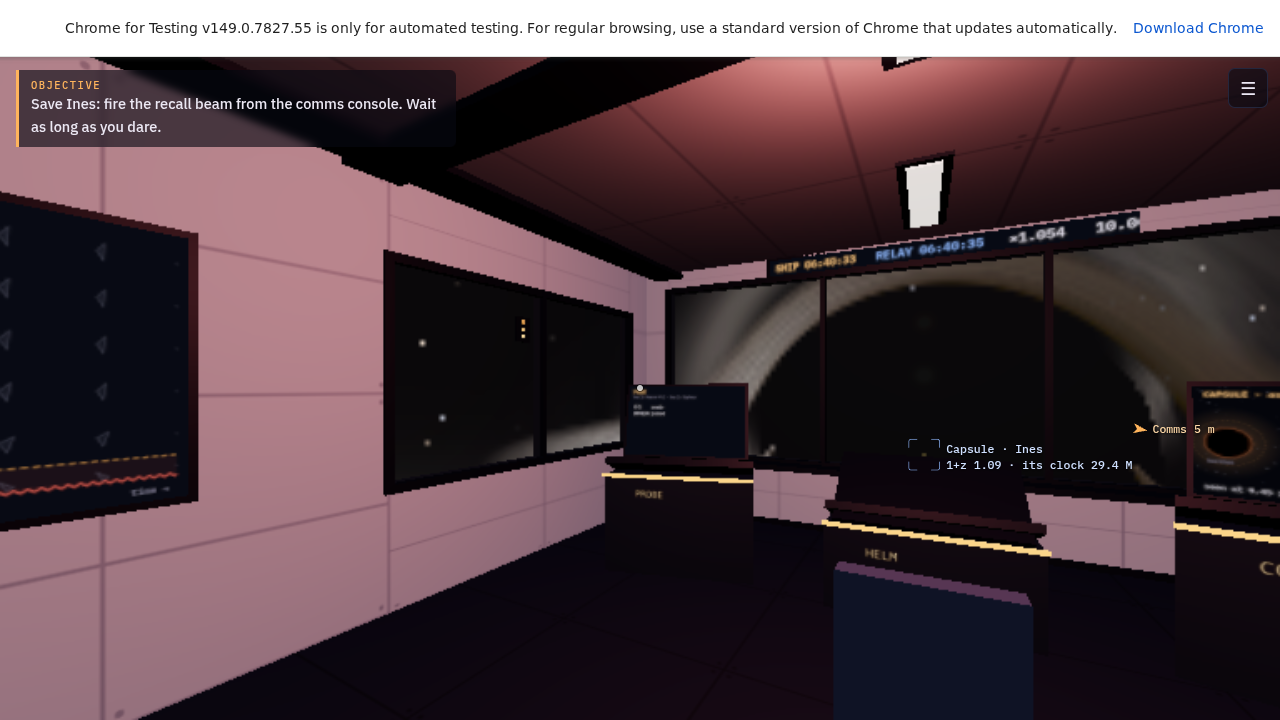 Chrome for Testing v149.0.7827.55 is only for automated testing. For regular browsing, use a standard version of Chrome that updates automatically. Download Chrome
OBJECTIVE
Save Ines: fire the recall beam from the comms console. Wait
as long as you dare.
SHIP 06:40:33 RELAY 06:40:35 ×1.054
CAPSULE
Comms 5 m
Capsule · Ines
1+z 1.09 · its clock 29.4 M
time →
PROBE
HELM